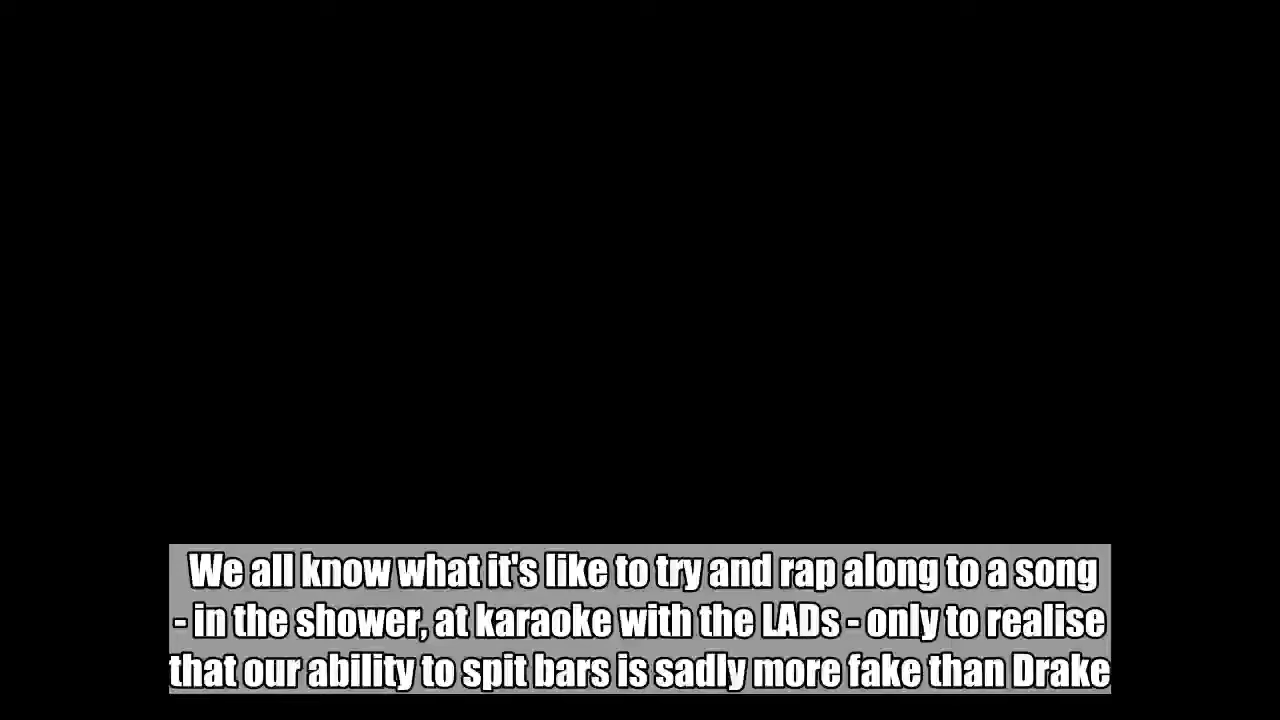 We all know what it's like to try and rap along to a song
- in the shower, at karaoke with the LADs - only to realise
that our ability to spit bars is sadly more fake than Drake